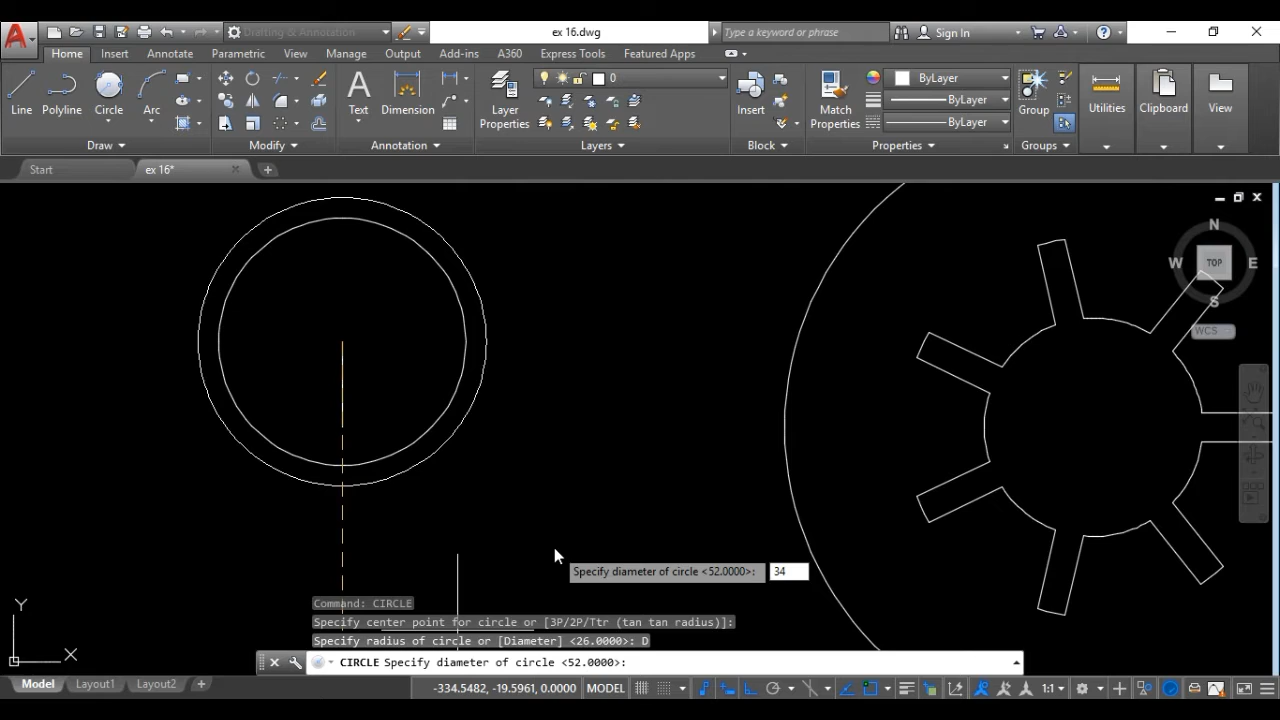 Drafting & Annotation
ex 16.dwg
Type a keyword or phrase
Sign In
Home
Insert
Annotate
Parametric
View
Manage
Output
Add-ins
A360
Express Tools
Featured Apps
Line
Polyline
Circle
Arc
Text
Dimension
Layer
Properties
0
Insert
Match
Properties
ByLayer
ByLayer
ByLayer
Group
Utilities
Clipboard
View
Draw
Modify
Annotation
Layers
Block
Properties
Groups
Start
ex 16*
N
W
TOP
E
S
WCS
Specify diameter of circle <52.0000>:
34
Command: CIRCLE
Specify center point for circle or [3P/2P/Ttr (tan tan radius)]:
Specify radius of circle or [Diameter] <26.0000>: D
CIRCLE Specify diameter of circle <52.0000>:
Y
X
Model
Layout1
Layout2
-334.5482, -19.5961, 0.0000
MODEL
1:1